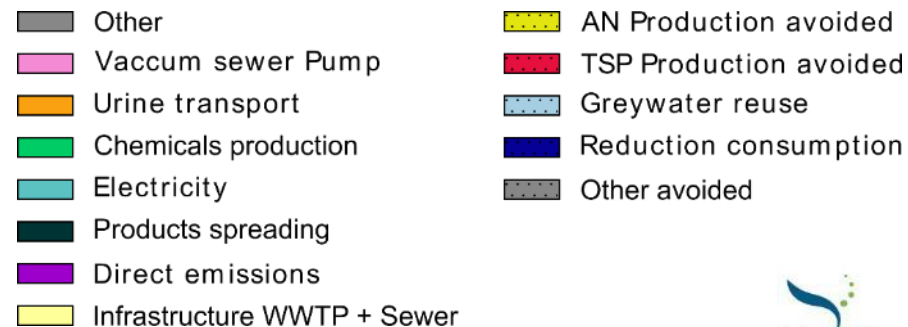 Other
Vaccum sewer Pump
Urine transport
Chemicals production
Electricity
Products spreading
Direct emissions
Infrastructure WWTP + Sewer
AN Production avoided
TSP Production avoided
Greywater reuse
Reduction consumption
Other avoided